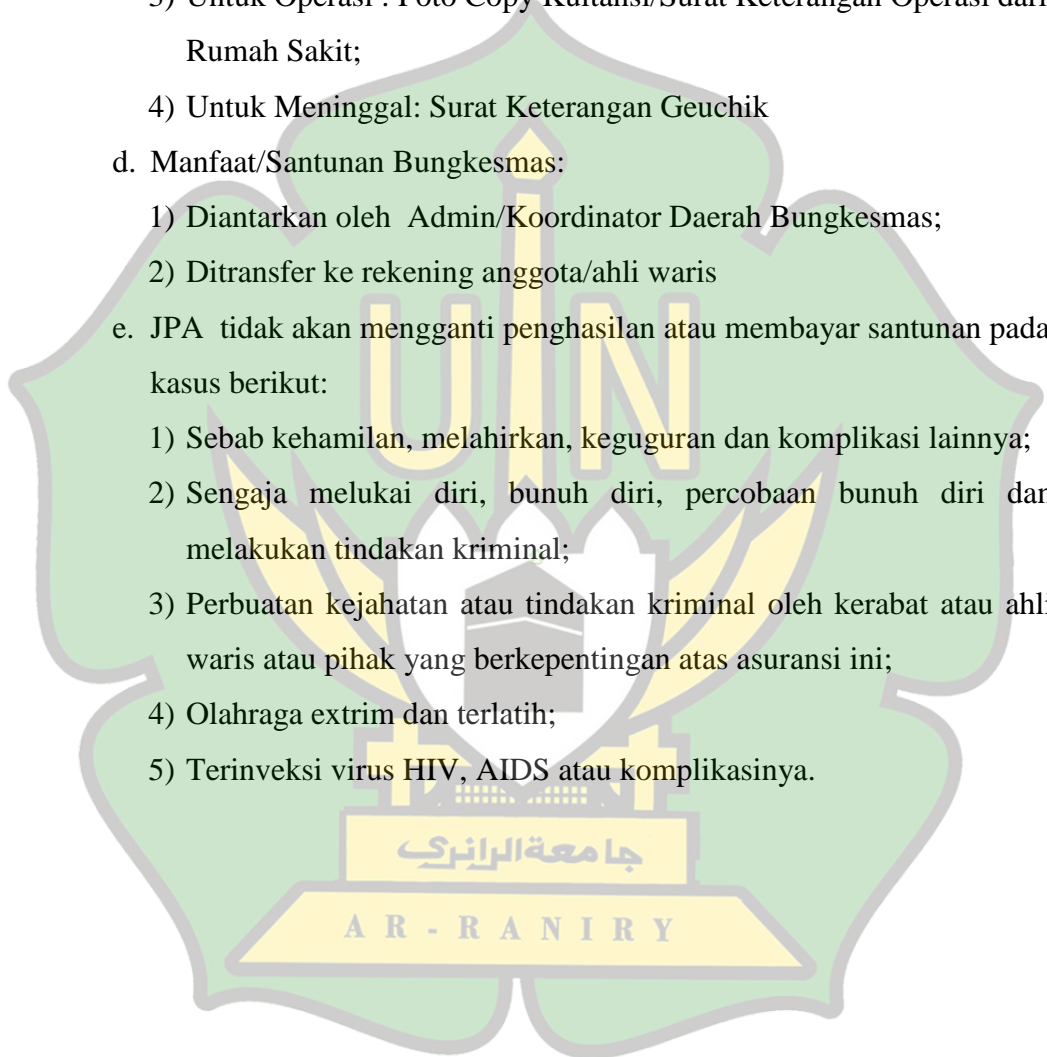 3) Untuk Operasi : Foto Copy Kuitansi/Surat Keterangan Operasi dari
Rumah Sakit;
4) Untuk Meninggal: Surat Keterangan Geuchik
d. Manfaat/Santunan Bungkesmas:
1) Diantarkan oleh Admin/Koordinator Daerah Bungkesmas;
2) Ditransfer ke rekening anggota/ahli waris
e. JPA tidak akan mengganti penghasilan atau membayar santunan pada
kasus berikut:
1) Sebab kehamilan, melahirkan, keguguran dan komplikasi lainnya;
2) Sengaja melukai diri, bunuh diri, percobaan bunuh diri dan
melakukan tindakan kriminal;
3) Perbuatan kejahatan atau tindakan kriminal oleh kerabat atau ahli
waris atau pihak yang berkepentingan atas asuransi ini;
4) Olahraga extrim dan terlatih;
5) Terinveksi virus HIV, AIDS atau komplikasinya.
UIN
جامعة الرانري
AR-RANIRY